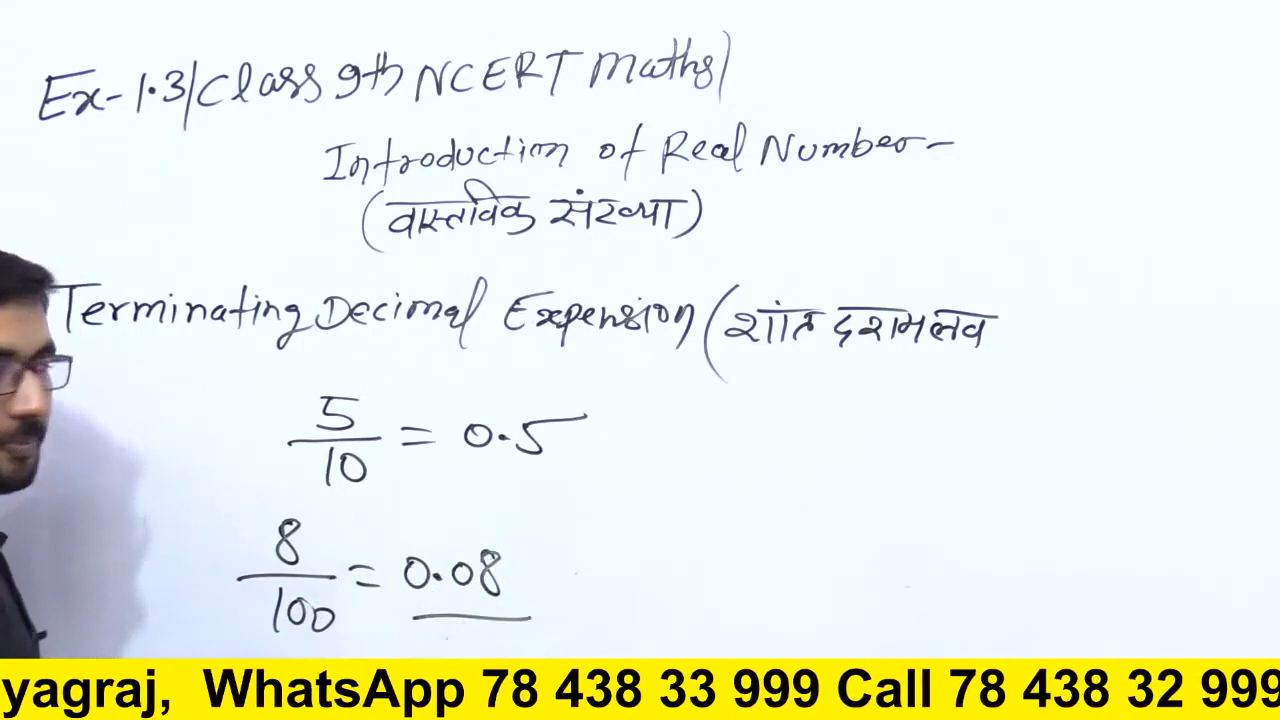 Ex-1.3/Class 9th NCERT Maths/
Introduction of Real Number-
(वास्तविक संख्या)
Terminating Decimal Expension (शांत दशमलव
5/10 = 0.5
8/100 = 0.08
yagraj, WhatsApp 78 438 33 999 Call 78 438 32 999